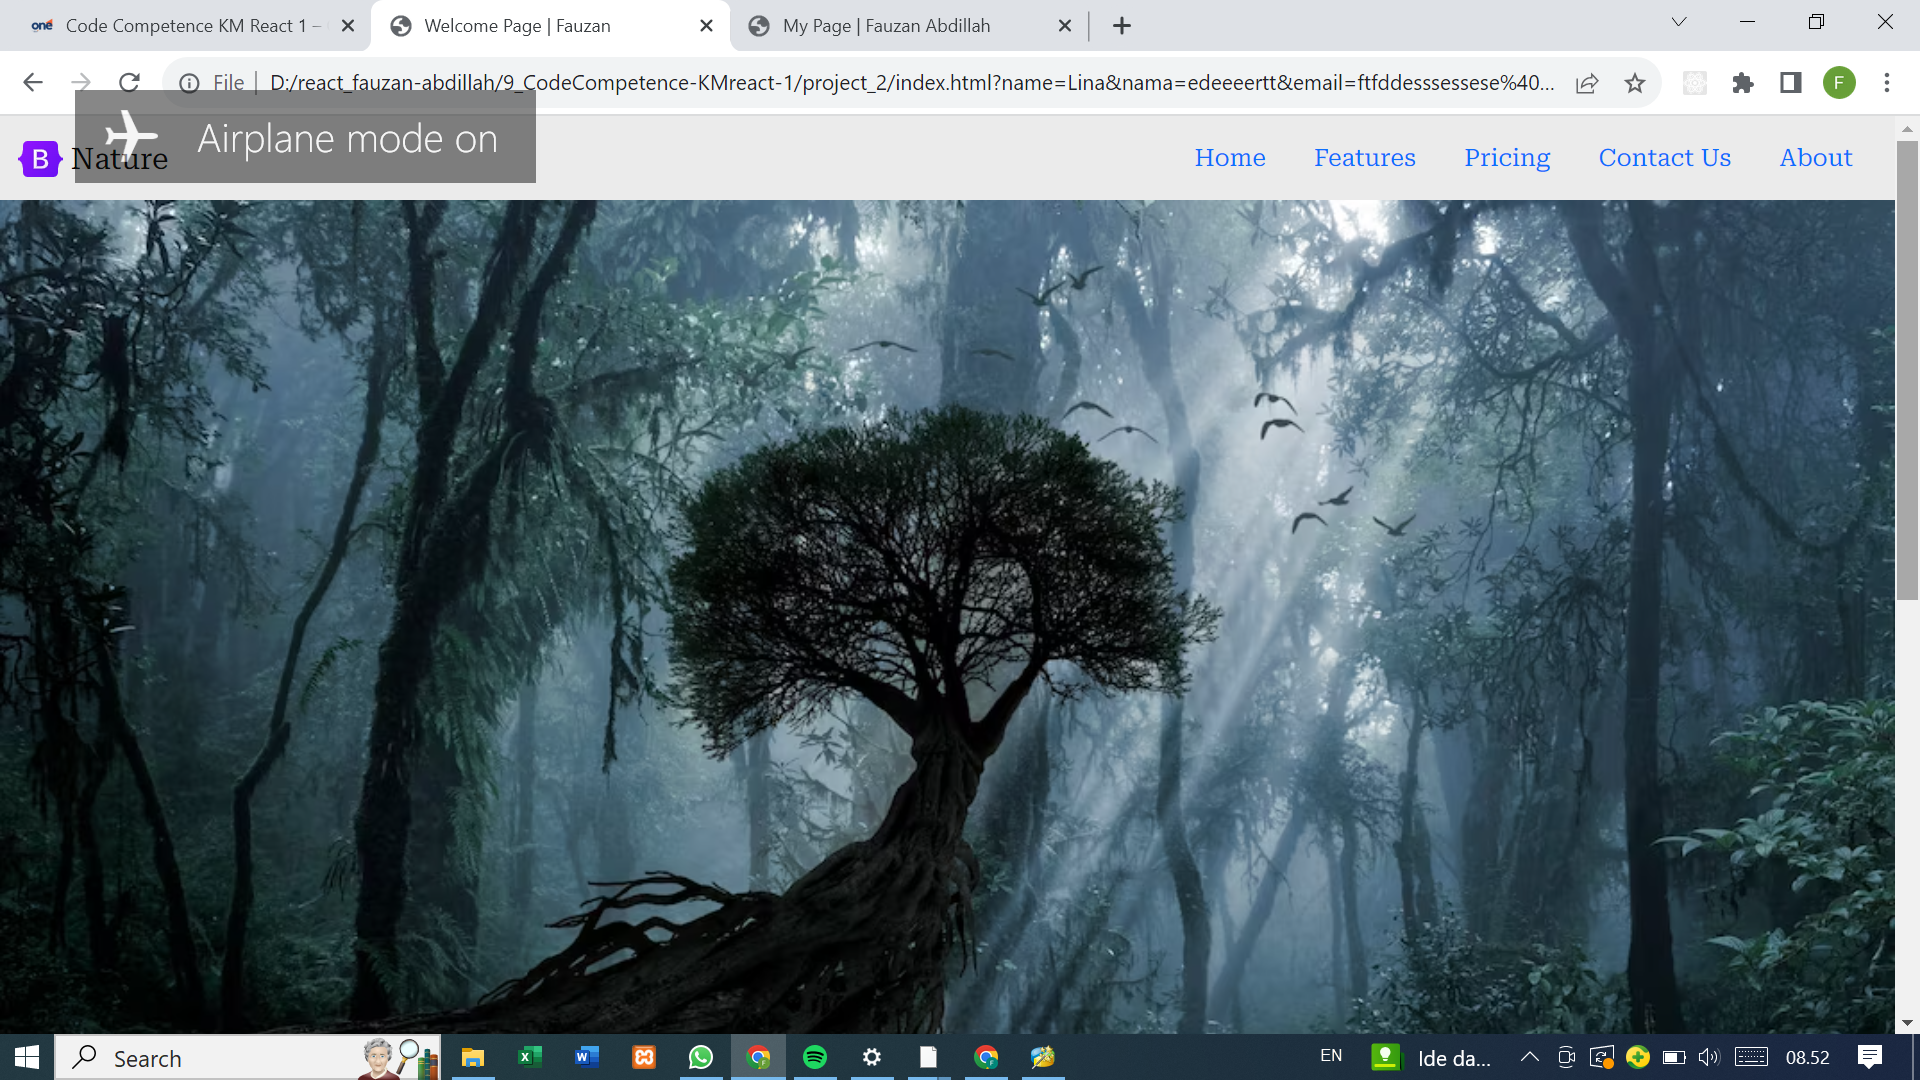 one Code Competence KM React 1 –
Welcome Page | Fauzan
My Page | Fauzan Abdillah
File D:/react_fauzan-abdillah/9_CodeCompetence-KMreact-1/project_2/index.html?name=Lina&nama=edeeeertt&email=ftfddesssessese%40...
F
Airplane mode on
B Nature
Home Features Pricing Contact Us About
Search
EN
Ide da...
08.52